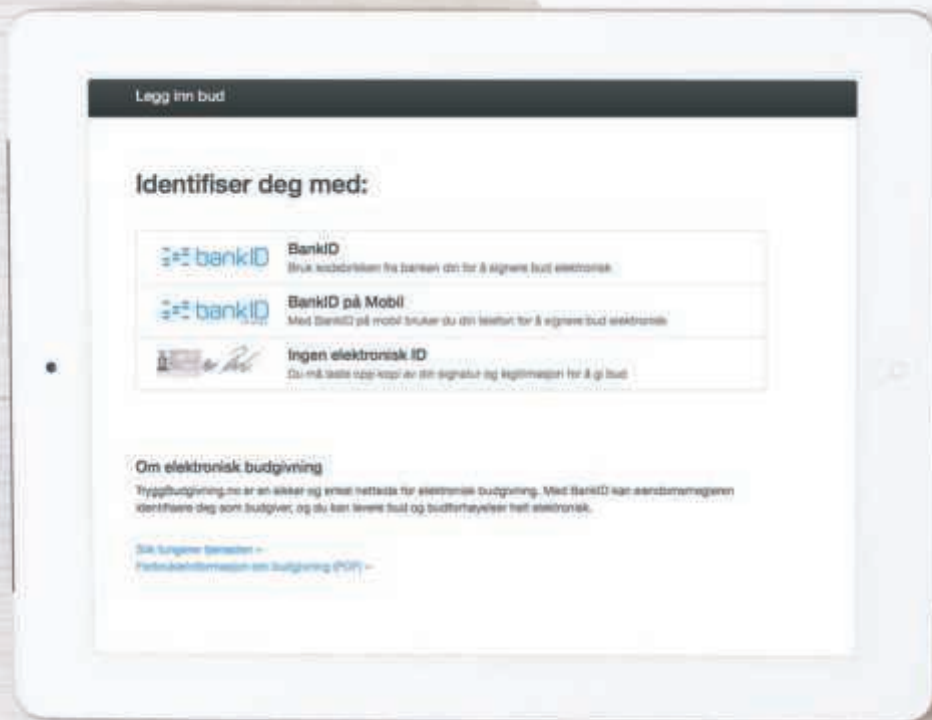 Legg inn bud
Identifiser deg med:
bankID
BankID
Bruk kodebrikken fra banken din for å signere bud elektronisk
bankID
BankID på Mobil
Med BankID på mobil bruker du din telefon for å signere bud elektronisk
Ingen elektronisk ID
Du må laste opp kopi av din signatur og legitimasjon for å gi bud
Om elektronisk budgivning
TryggBudgivning.no er en sikker og enkel nettside for elektronisk budgivning. Med BankID kan eiendomsmegleren
identifisere deg som budgiver, og du kan levere bud og budforhøyelser helt elektronisk.
Slik fungerer tjenesten »
Forbrukerinformasjon om budgivning (PDF) »